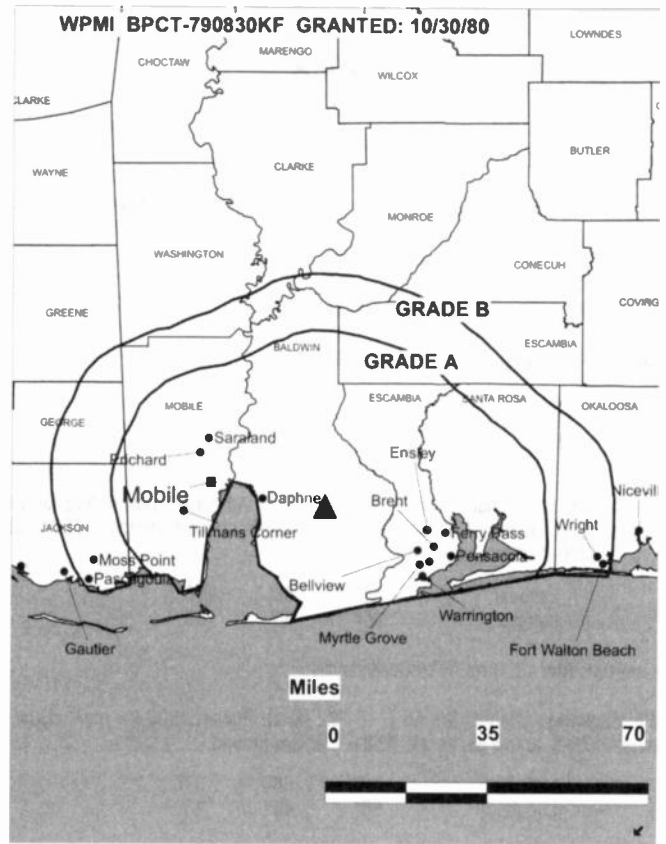 WPMI BPCT-790830KF GRANTED: 10/30/80
LOWNDES
MARENGO
CHOCTAW
WILCOX
CLARKE
BUTLER
CLARKE
WAYNE
MONROE
WASHINGTON
CONECUH
GREENE
GRADE B
COVIRG
BALDWIN
ESCAMBIA
GRADE A
ESCAMBIA
SANTA ROSA
OKALOOSA
MOBILE
GEORGE
Saraland
Prichard
Ensley
Mobile
Daphne
Brent
Nicevill
Tillmans Corner
Ferry Pass
Wright
JACKSON
Moss Point
Pensacola
Pascagoula
Bellview
Warrington
Gautier
Myrtle Grove
Fort Walton Beach
Miles
0 35 70